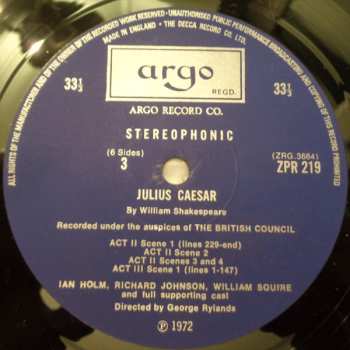 ALL RIGHTS OF THE MANUFACTURER AND OF THE OWNER OF THE RECORDED WORK RESERVED · UNAUTHORISED PUBLIC PERFORMANCE BROADCASTING AND COPYING OF THIS RECORD PROHIBITED
MADE IN ENGLAND · THE DECCA RECORD CO. LTD.
argo
REGD.
33⅓
33⅓
ARGO RECORD CO.
STEREOPHONIC
(6 Sides)
3
(ZRG.3664)
ZPR 219
JULIUS CAESAR
By William Shakespeare
Recorded under the auspices of THE BRITISH COUNCIL
ACT II Scene 1 (lines 229-end)
ACT II Scene 2
ACT II Scenes 3 and 4
ACT III Scene 1 (lines 1-147)
IAN HOLM, RICHARD JOHNSON, WILLIAM SQUIRE
and full supporting cast
Directed by George Rylands
Ⓟ 1972